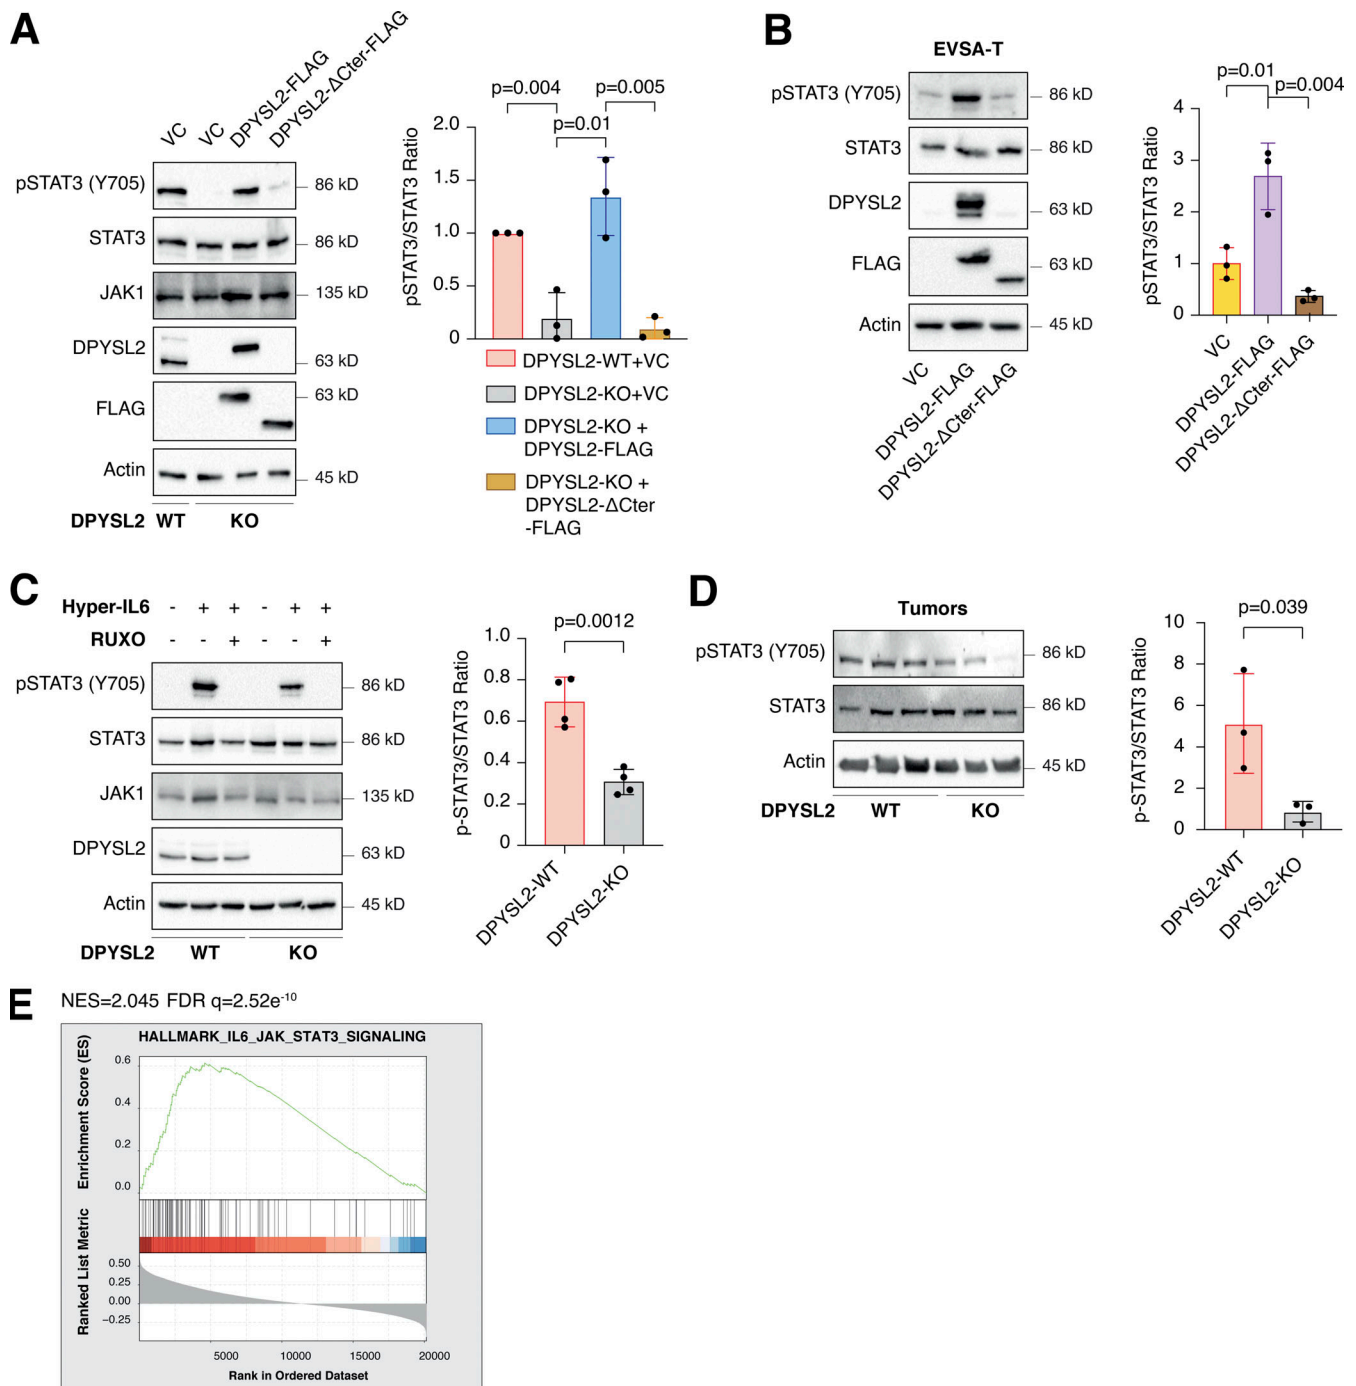 A
VC
VC
DPYSL2-FLAG
DPYSL2-ΔCter-FLAG
pSTAT3 (Y705)
86 kD
STAT3
86 kD
JAK1
135 kD
DPYSL2
63 kD
FLAG
63 kD
Actin
45 kD
DPYSL2 WT KO
p=0.004
p=0.005
p=0.01
pSTAT3/STAT3 Ratio
2.0
1.5
1.0
0.5
0
DPYSL2-WT+VC
DPYSL2-KO+VC
DPYSL2-KO +
DPYSL2-FLAG
DPYSL2-KO +
DPYSL2-ΔCter
-FLAG
B
EVSA-T
pSTAT3 (Y705)
86 kD
STAT3
86 kD
DPYSL2
63 kD
FLAG
63 kD
Actin
45 kD
VC
DPYSL2-FLAG
DPYSL2-ΔCter-FLAG
p=0.01
p=0.004
pSTAT3/STAT3 Ratio
4
3
2
1
0
VC
DPYSL2-FLAG
DPYSL2-ΔCter-FLAG
C
Hyper-IL6 - + + - + +
RUXO - - + - - +
pSTAT3 (Y705)
86 kD
STAT3
86 kD
JAK1
135 kD
DPYSL2
63 kD
Actin
45 kD
DPYSL2 WT KO
p=0.0012
p-STAT3/STAT3 Ratio
1.0
0.8
0.6
0.4
0.2
0
DPYSL2-WT
DPYSL2-KO
D
Tumors
pSTAT3 (Y705)
86 kD
STAT3
86 kD
Actin
45 kD
DPYSL2 WT KO
p=0.039
p-STAT3/STAT3 Ratio
10
8
6
4
2
0
DPYSL2-WT
DPYSL2-KO
E
NES=2.045 FDR q=2.52e-10
HALLMARK_IL6_JAK_STAT3_SIGNALING
Enrichment Score (ES)
0.6
0.4
0.2
0.0
Ranked List Metric
0.50
0.25
0.00
−0.25
5000 10000 15000 20000
Rank in Ordered Dataset